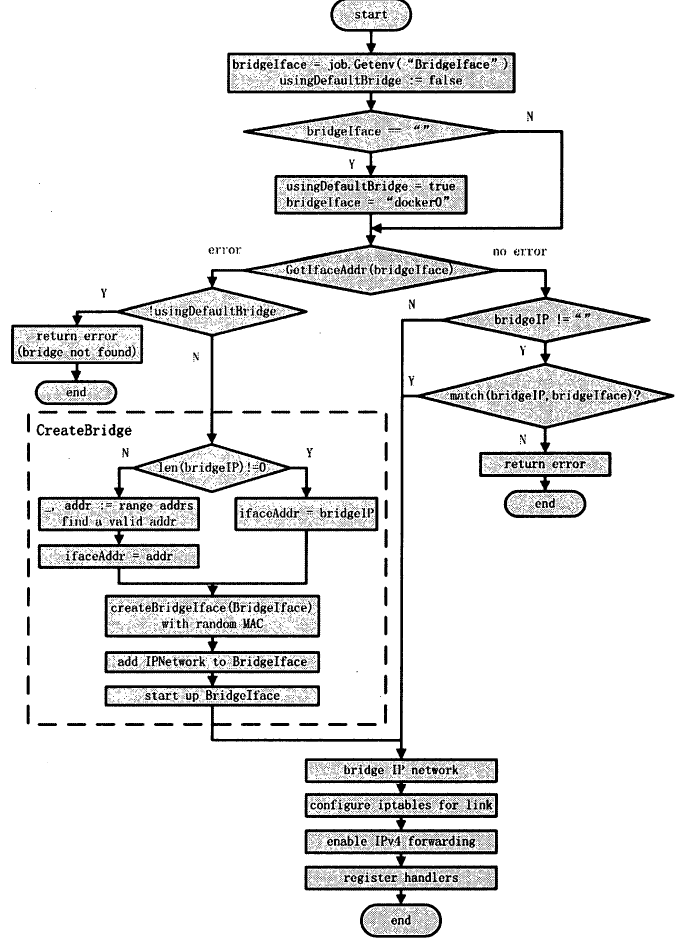 start
bridgeIface = job.Getenv(“BridgeIface”)
usingDefaultBridge := false
bridgeIface == “”
N
Y
usingDefaultBridge = true
bridgeIface = “docker0”
error
no error
GetIfaceAddr(bridgeIface)
Y
!usingDefaultBridge
N
bridgeIP != “”
return error
(bridge not found)
N
Y
end
Y
match(bridgeIP,bridgeIface)?
CreateBridge
N
return error
N
len(bridgeIP)!=0
Y
end
_, addr := range addrs
find a valid addr
ifaceAddr = bridgeIP
ifaceAddr = addr
createBridgeIface(BridgeIface)
with random MAC
add IPNetwork to BridgeIface
start up BridgeIface
bridge IP network
configure iptables for link
enable IPv4 forwarding
register handlers
end